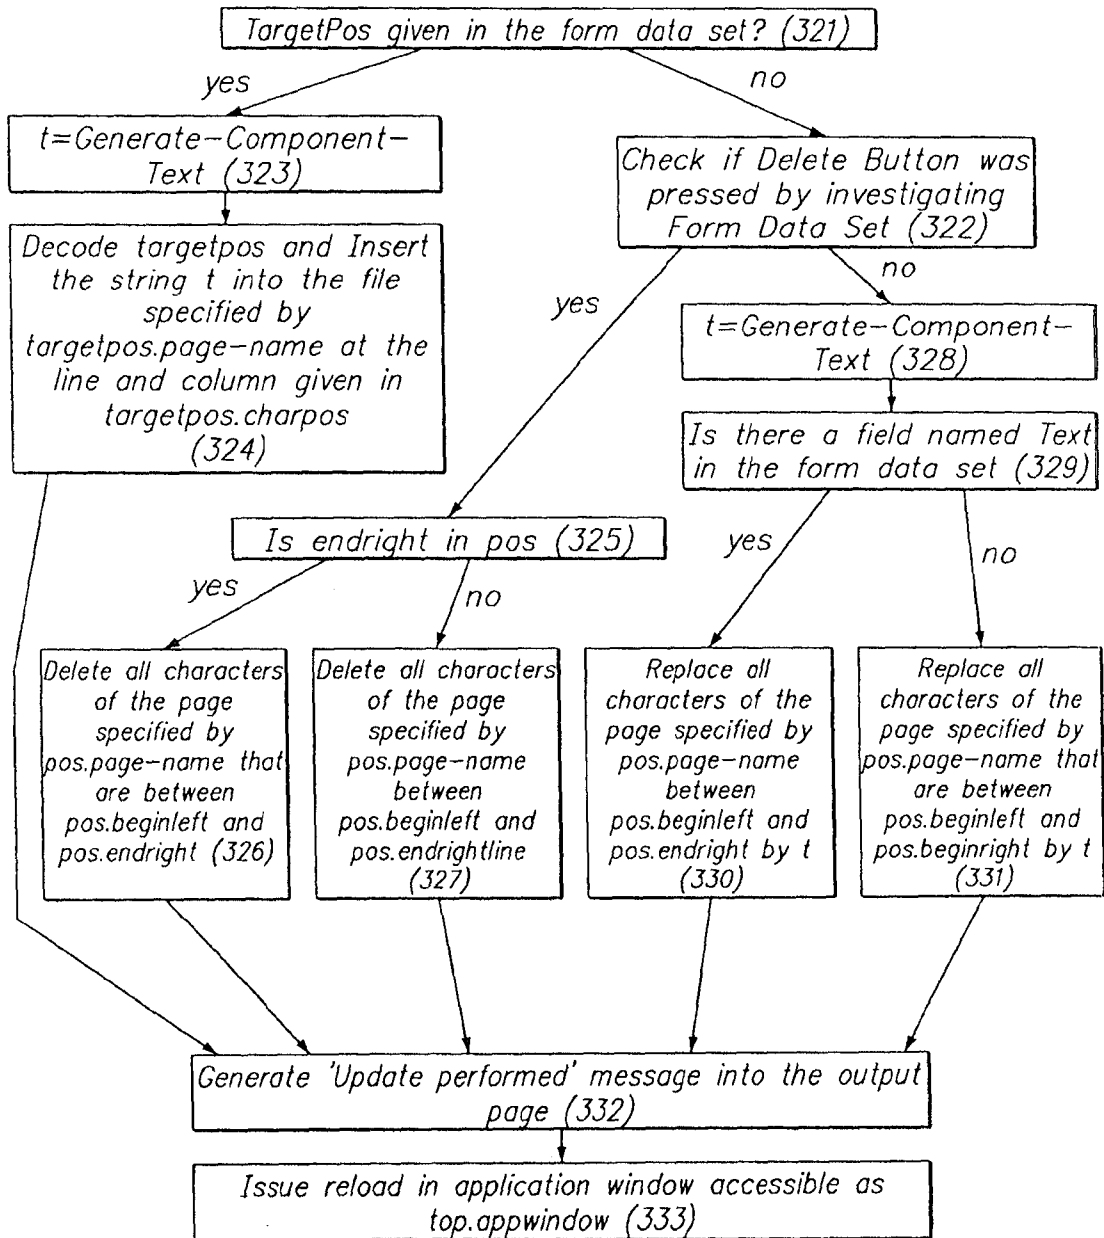 TargetPos given in the form data set? (321)
yes
no
t=Generate-Component-
Text (323)
Check if Delete Button was
pressed by investigating
Form Data Set (322)
Decode targetpos and Insert
the string t into the file
specified by
targetpos.page-name at the
line and column given in
targetpos.charpos
(324)
yes
no
t=Generate-Component-
Text (328)
Is there a field named Text
in the form data set (329)
Is endright in pos (325)
yes
no
yes
no
Delete all characters
of the page
specified by
pos.page-name that
are between
pos.beginleft and
pos.endright (326)
Delete all characters
of the page
specified by
pos.page-name
between
pos.beginleft and
pos.endrightline
(327)
Replace all
characters of the
page specified by
pos.page-name
between
pos.beginleft and
pos.endright by t
(330)
Replace all
characters of the
page specified by
pos.page-name that
are between
pos.beginleft and
pos.beginright by t
(331)
Generate 'Update performed' message into the output
page (332)
Issue reload in application window accessible as
top.appwindow (333)